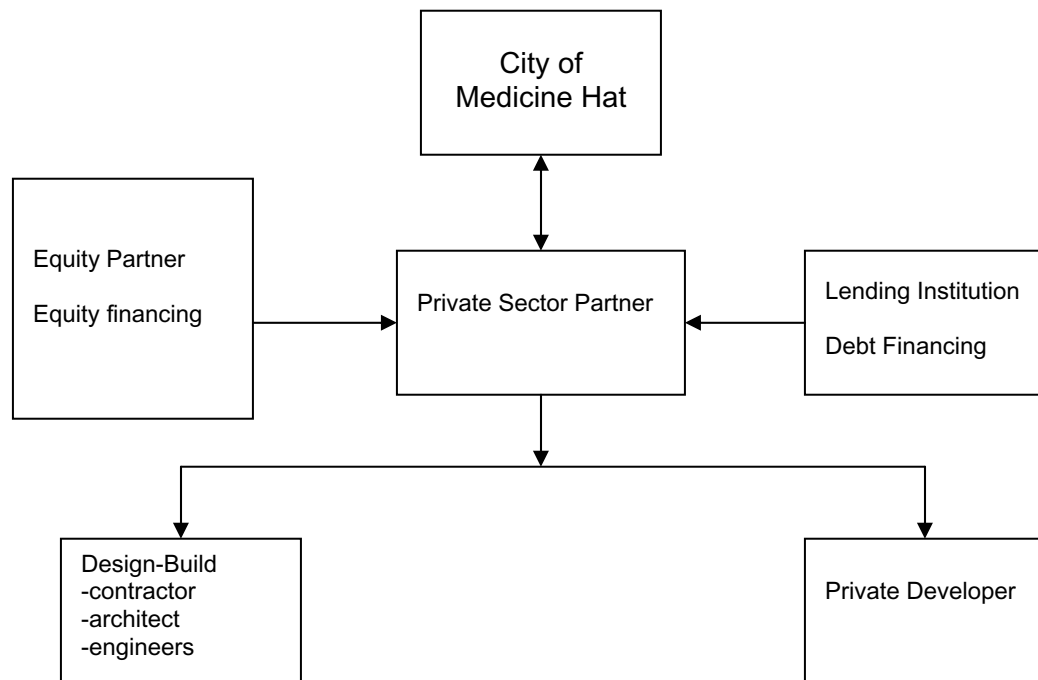 City of
Medicine Hat
Equity Partner
Equity financing
Private Sector Partner
Lending Institution
Debt Financing
Design-Build
-contractor
-architect
-engineers
Private Developer